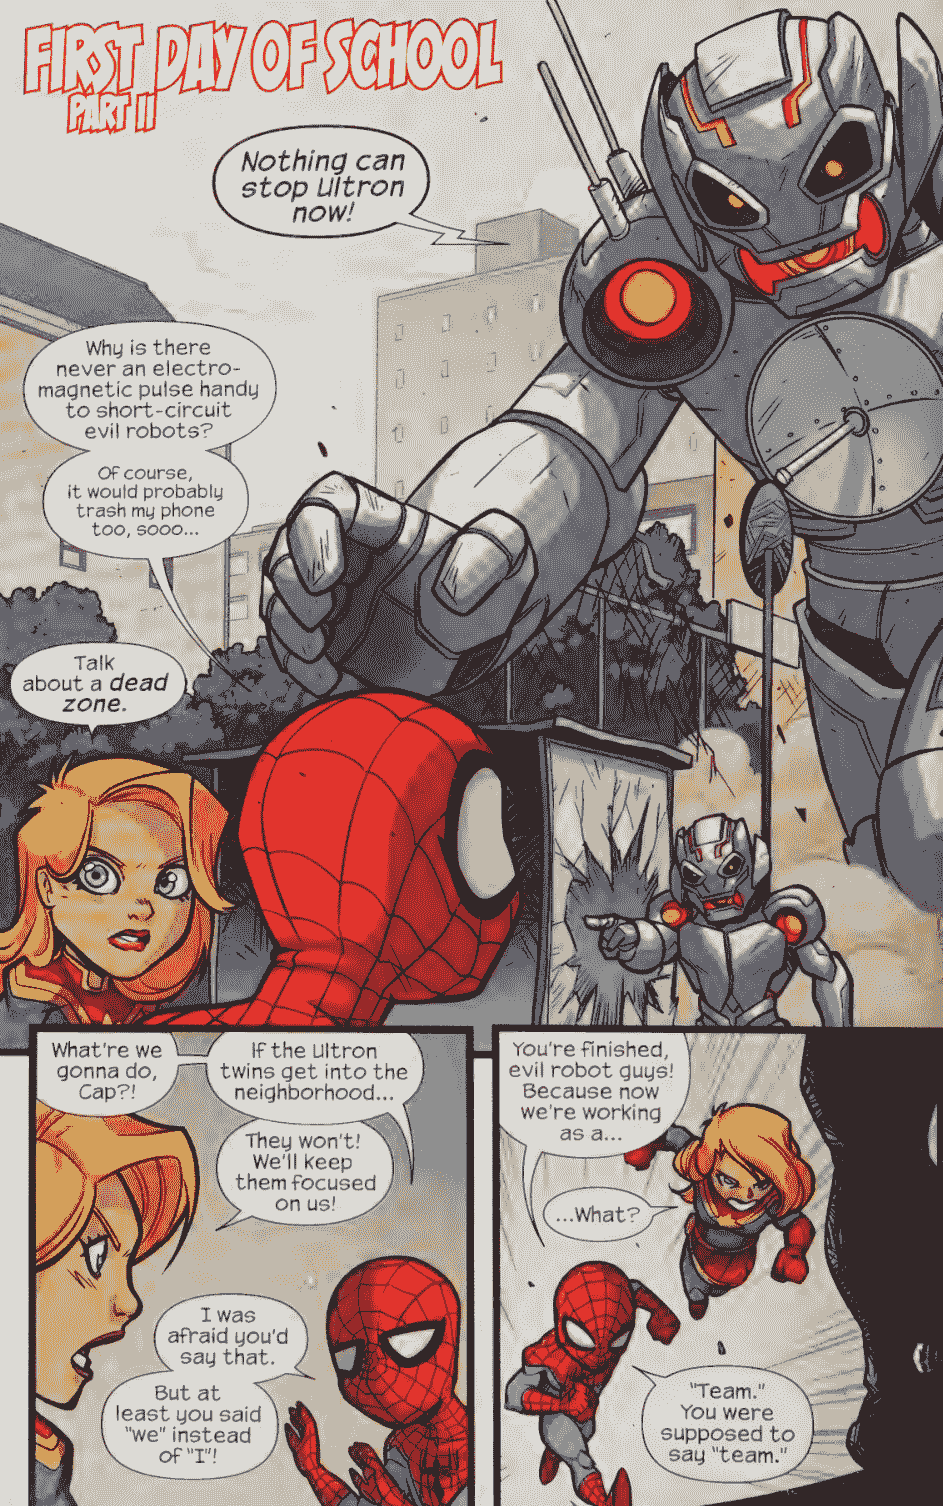 FIRST DAY OF SCHOOL
PART II
Nothing can
stop Ultron
now!
Why is there
never an electro-
magnetic pulse handy
to short-circuit
evil robots?
Of course,
it would probably
trash my phone
too, sooo...
Talk
about a dead
zone.
What're we
gonna do,
Cap?!
If the Ultron
twins get into the
neighborhood...
They won't!
We'll keep
them focused
on us!
I was
afraid you'd
say that.
But at
least you said
"we" instead
of "I"!
You're finished,
evil robot guys!
Because now
we're working
as a...
...What?
"Team."
You were
supposed to
say "team."